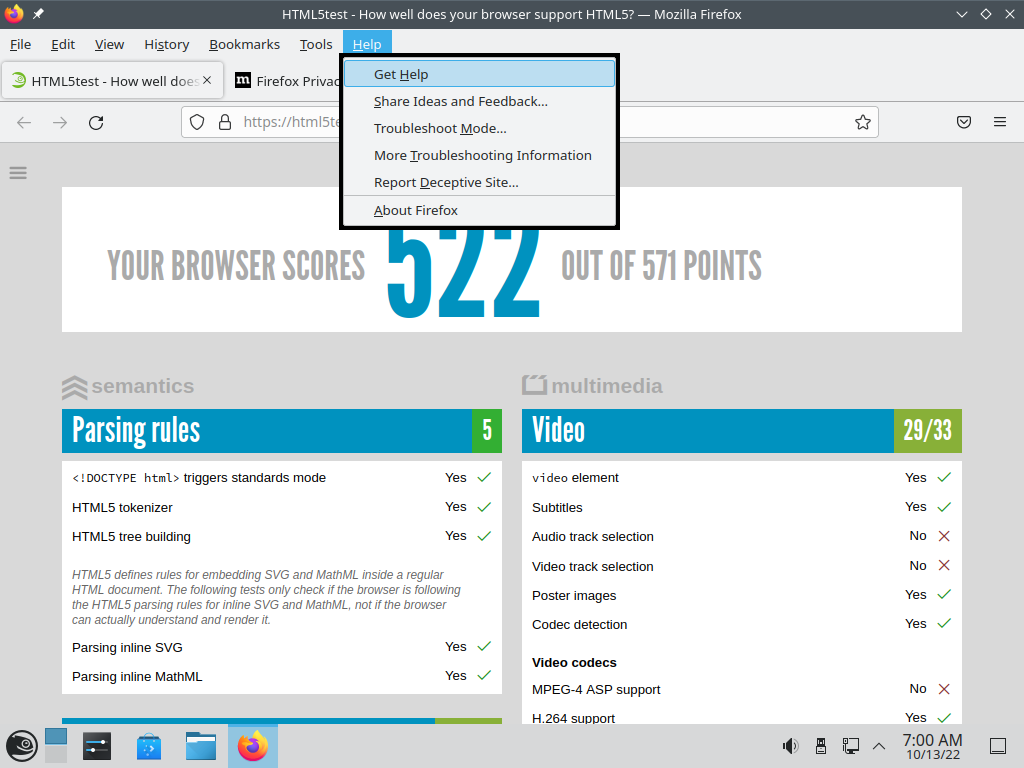 HTML5test - How well does your browser support HTML5? — Mozilla Firefox
File Edit View History Bookmarks Tools Help
HTML5test - How well does
Firefox Privac
https://html5te
Get Help
Share Ideas and Feedback...
Troubleshoot Mode...
More Troubleshooting Information
Report Deceptive Site...
About Firefox
YOUR BROWSER SCORES 522 OUT OF 571 POINTS
semantics
Parsing rules 5
<!DOCTYPE html> triggers standards mode Yes
HTML5 tokenizer Yes
HTML5 tree building Yes
HTML5 defines rules for embedding SVG and MathML inside a regular
HTML document. The following tests only check if the browser is following
the HTML5 parsing rules for inline SVG and MathML, not if the browser
can actually understand and render it.
Parsing inline SVG Yes
Parsing inline MathML Yes
multimedia
Video 29/33
video element Yes
Subtitles Yes
Audio track selection No
Video track selection No
Poster images Yes
Codec detection Yes
Video codecs
MPEG-4 ASP support No
H.264 support Yes
7:00 AM
10/13/22